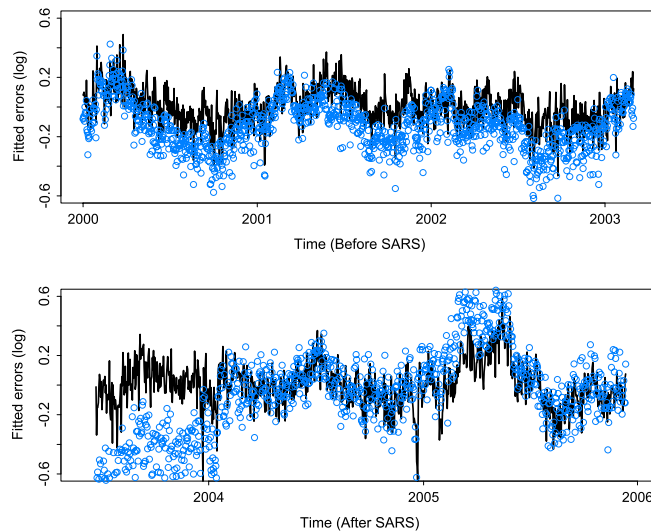 Fitted errors (log)
0.6
0.2
-0.2
-0.6
2000 2001 2002 2003
Time (Before SARS)
Fitted errors (log)
0.6
0.2
-0.2
-0.6
2004 2005 2006
Time (After SARS)